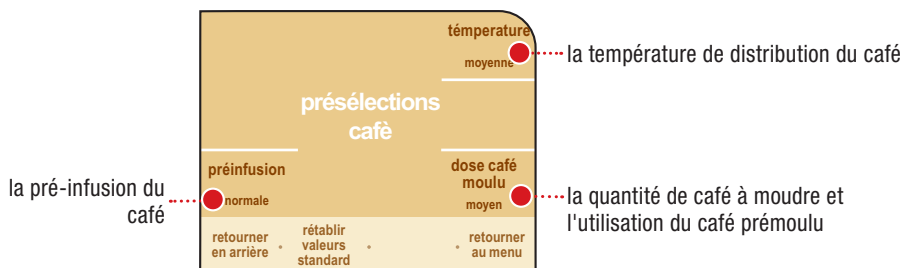 témperature
moyenne
la température de distribution du café
présélections
cafè
préinfusion
normale
la pré-infusion du
café
dose café
moulu
moyen
la quantité de café à moudre et
l'utilisation du café prémoulu
retourner
en arrière
rétablir
valeurs
standard
retourner
au menu